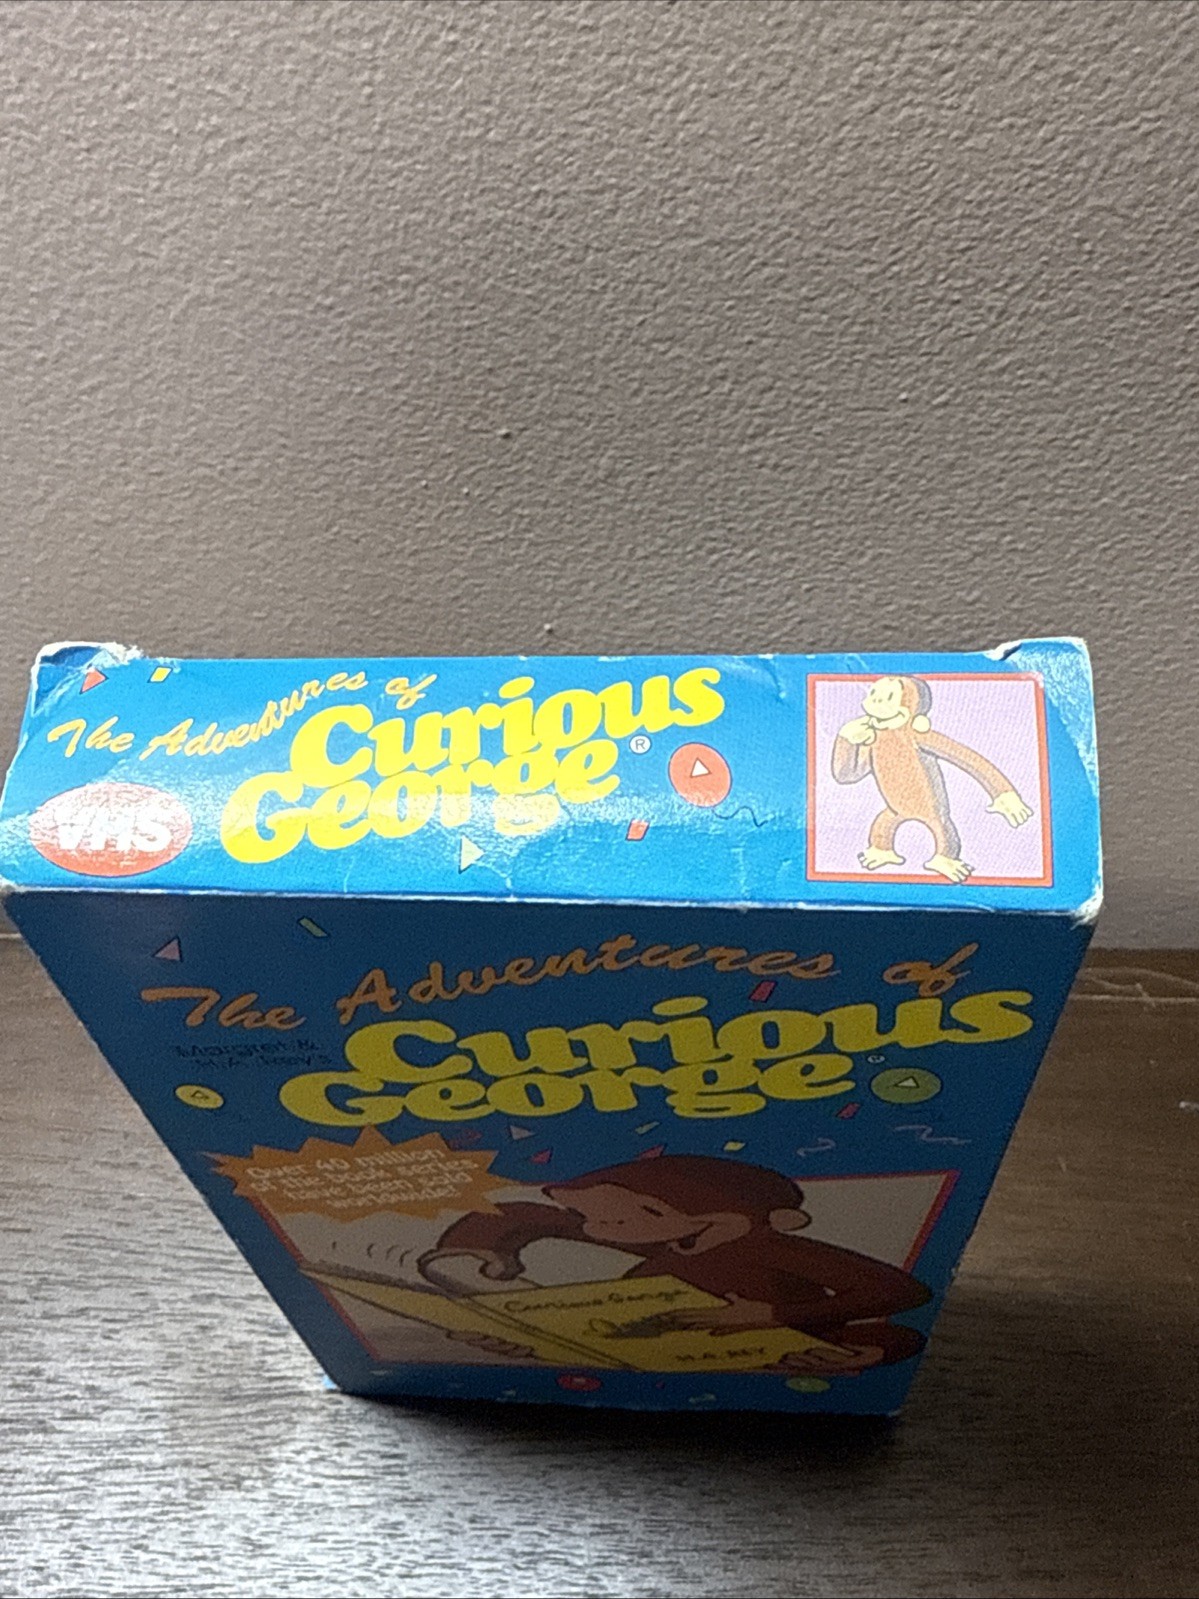 The Adventures of
Curious
George®
VHS
The Adventures of
Margret &
H.A. Rey's
Curious
George®
Over 40 million
of the book series
have been sold
worldwide!
Curious George
H. A. REY